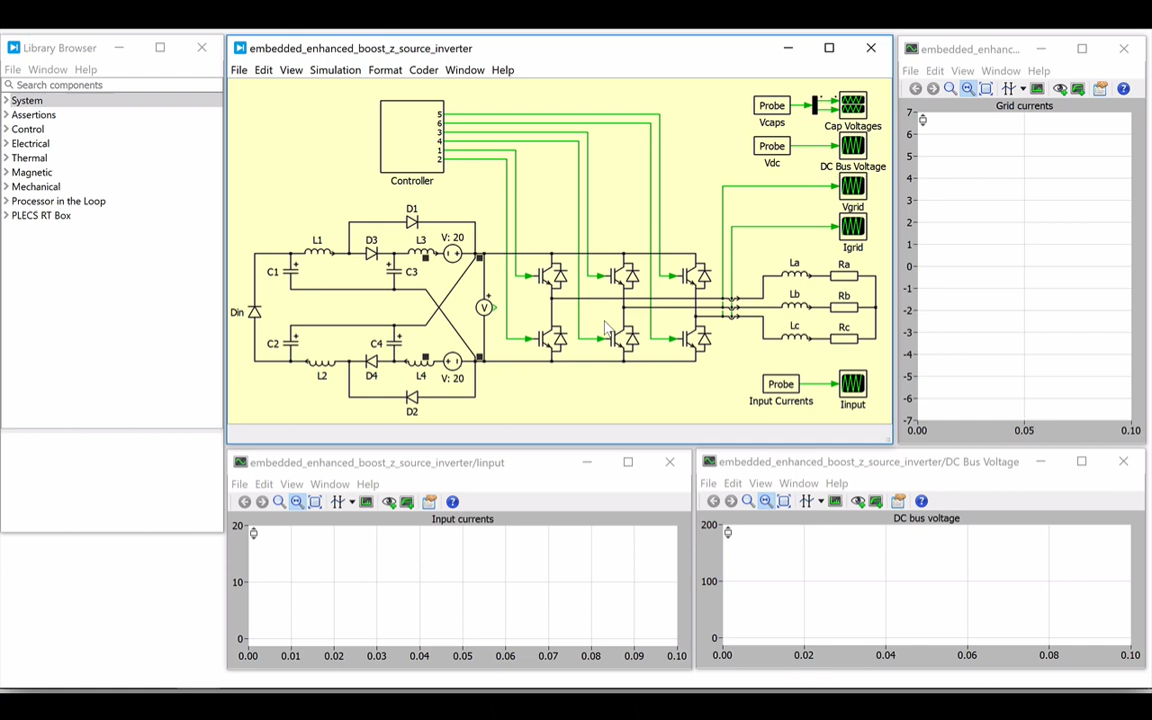 Library Browser
File Window Help
Search components
System
Assertions
Control
Electrical
Thermal
Magnetic
Mechanical
Processor in the Loop
PLECS RT Box
embedded_enhanced_boost_z_source_inverter
File Edit View Simulation Format Coder Window Help
5
6
3
4
1
2
Controller
Probe
Vcaps
Cap Voltages
Probe
Vdc
DC Bus Voltage
Vgrid
Igrid
D1
L1
D3
L3
V: 20
C1
C3
Din
V
C2
C4
L2
D4
L4
V: 20
D2
La
Ra
Lb
Rb
Lc
Rc
Probe
Input Currents
Iinput
embedded_enhanc...
File Edit View Window Help
Grid currents
7
6
5
4
3
2
1
0
-1
-2
-3
-4
-5
-6
-7
0.00 0.05 0.10
embedded_enhanced_boost_z_source_inverter/Iinput
File Edit View Window Help
Input currents
20
10
0
0.00 0.01 0.02 0.03 0.04 0.05 0.06 0.07 0.08 0.09 0.10
embedded_enhanced_boost_z_source_inverter/DC Bus Voltage
File Edit View Window Help
DC bus voltage
200
100
0
0.00 0.02 0.04 0.06 0.08 0.10